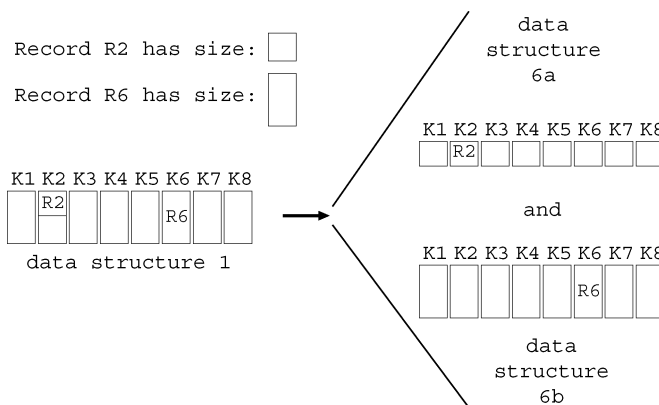 Record R2 has size:
Record R6 has size:
K1 K2 K3 K4 K5 K6 K7 K8
R2
R6
data structure 1
data
structure
6a
K1 K2 K3 K4 K5 K6 K7 K8
R2
and
K1 K2 K3 K4 K5 K6 K7 K8
R6
data
structure
6b